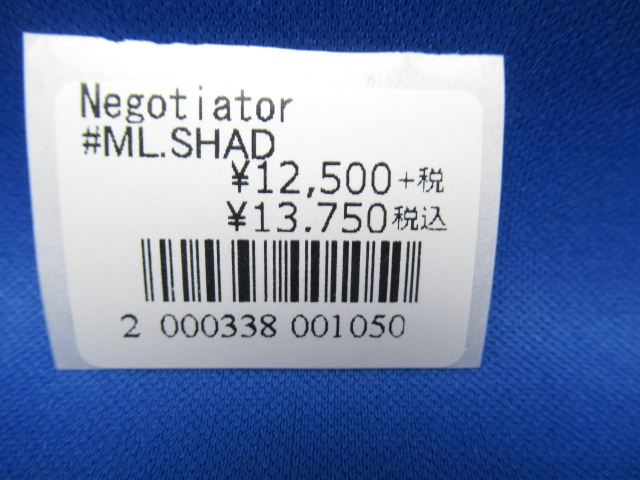 Negotiator
#ML.SHAD
¥12,500+税
¥13.750税込
2 000338 001050